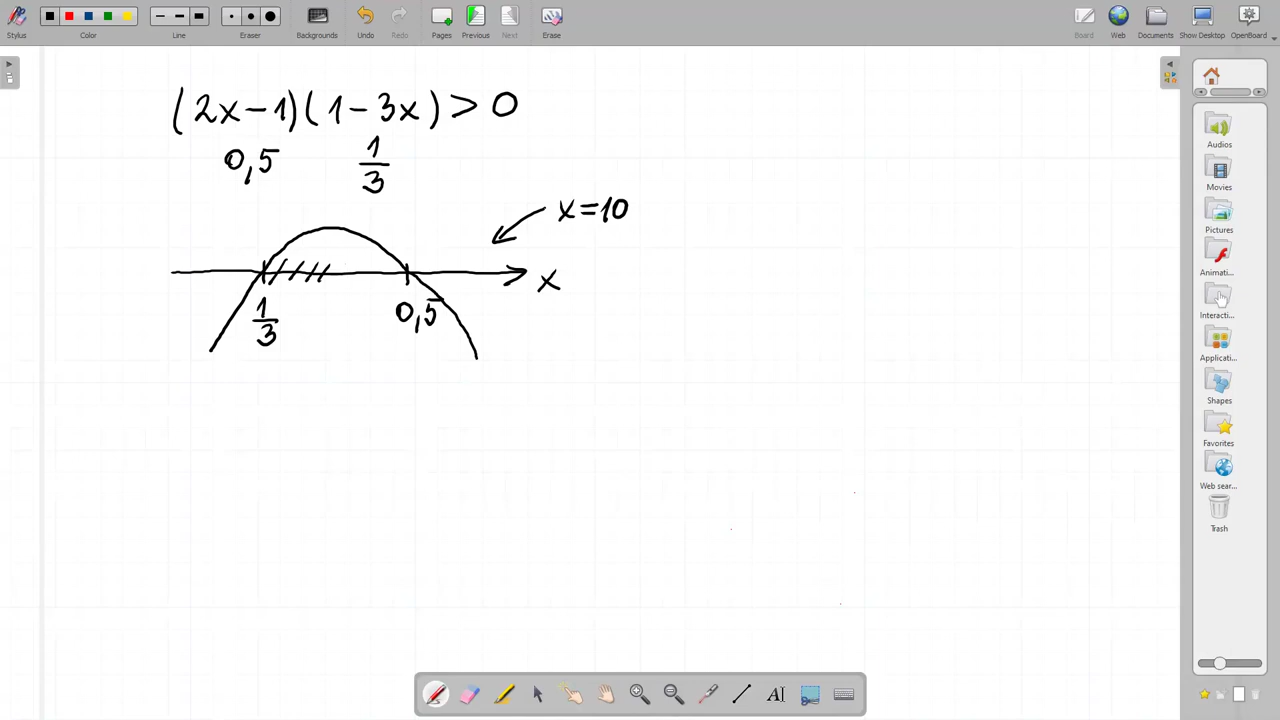 Stylus Color Line Eraser Backgrounds Undo Redo Pages Previous Next Erase Board Web Documents Show Desktop OpenBoard
(2x-1)(1-3x)>0
0,5 1/3
x=10
x
1/3 0,5
Audios
Movies
Pictures
Animati...
Interacti...
Applicati...
Shapes
Favorites
Web sear...
Trash
AI